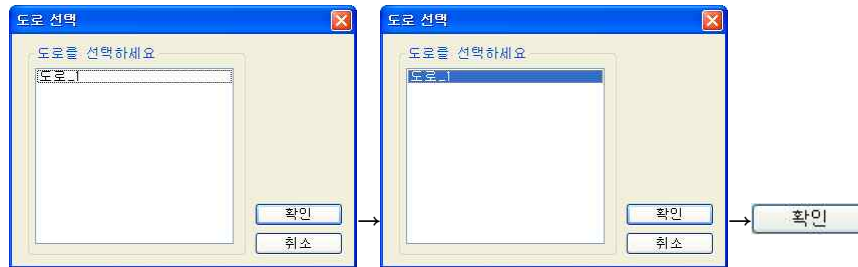 도로 선택
도로를 선택하세요
도로_1
확인
취소
→
도로 선택
도로를 선택하세요
도로_1
확인
취소
→
확인